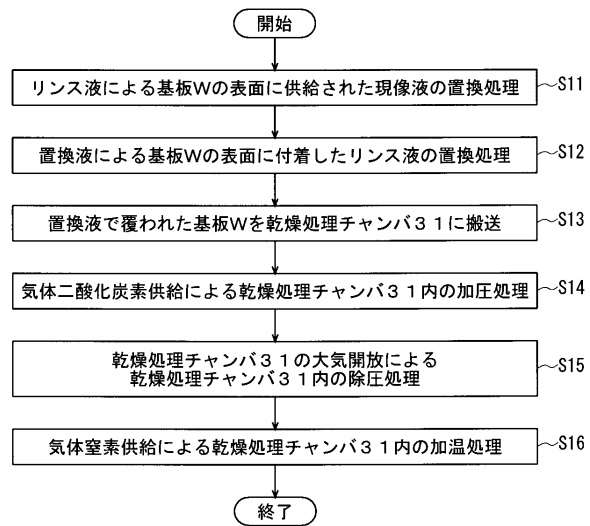 開始
リンス液による基板Wの表面に供給された現像液の置換処理
S11
置換液による基板Wの表面に付着したリンス液の置換処理
S12
置換液で覆われた基板Wを乾燥処理チャンバ31に搬送
S13
気体二酸化炭素供給による乾燥処理チャンバ31内の加圧処理
S14
乾燥処理チャンバ31の大気開放による
乾燥処理チャンバ31内の除圧処理
S15
気体窒素供給による乾燥処理チャンバ31内の加温処理
S16
終了